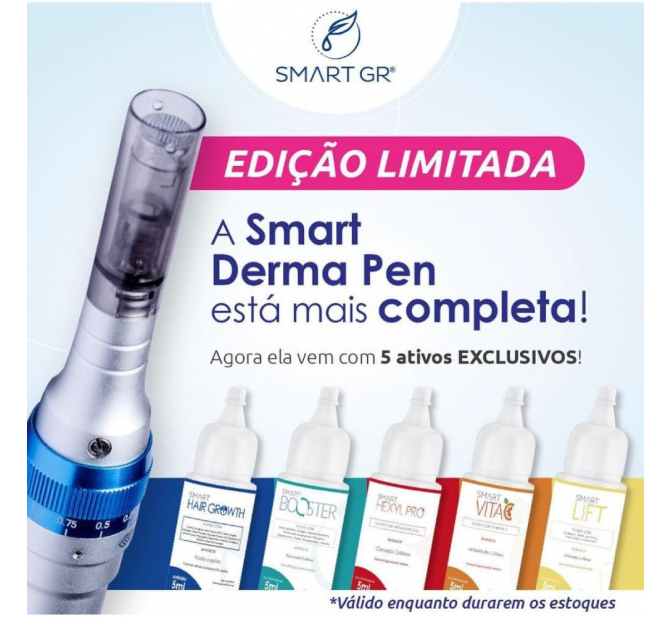 SMART GR®
EDIÇÃO LIMITADA
A Smart
Derma Pen
está mais completa!
Agora ela vem com 5 ativos EXCLUSIVOS!
SMART
HAIR GROWTH
5ml
SMART
BOOSTER
5ml
SMART
HEXYL PRO
5ml
SMART
VITA C
5ml
SMART
LIFT
5ml
0.75 0.5
*Válido enquanto durarem os estoques